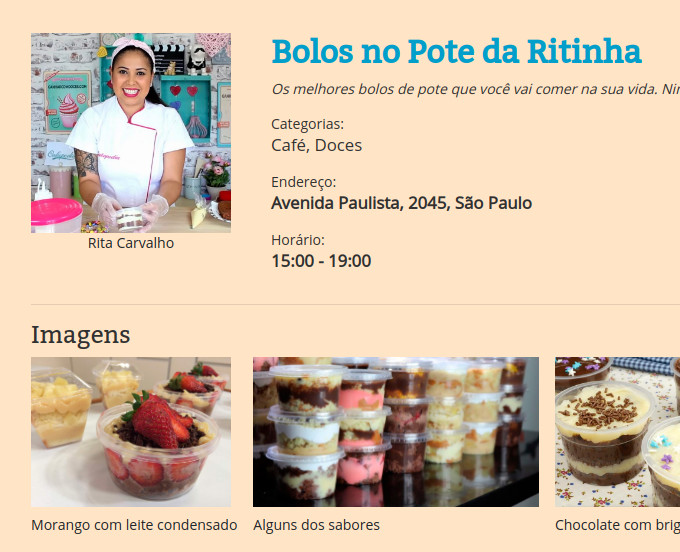 Bolos no Pote da Ritinha
Os melhores bolos de pote que você vai comer na sua vida.
Categorias:
Café, Doces
Endereço:
Avenida Paulista, 2045, São Paulo
Horário:
15:00 - 19:00
Rita Carvalho
Imagens
Morango com leite condensado
Alguns dos sabores
Chocolate com